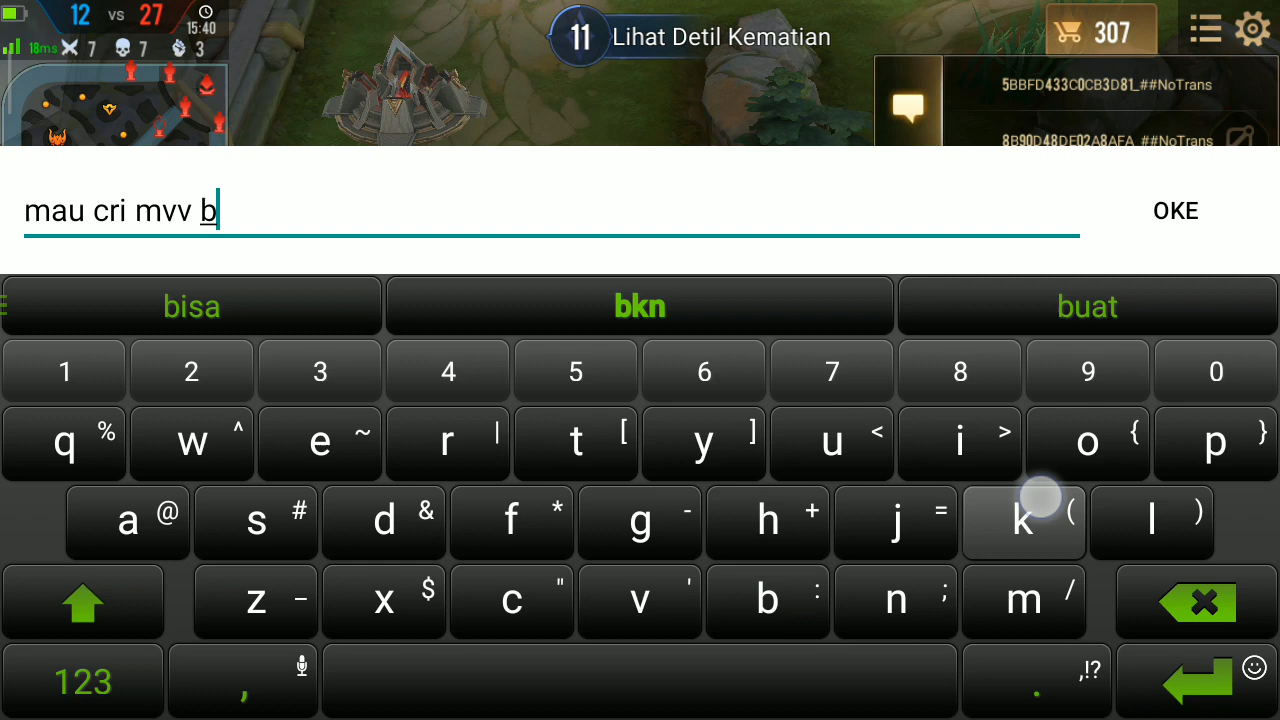 12 vs 27 15:40
18ms 7 7 3
11 Lihat Detil Kematian
307
5BBFD433C0CB3D81_##NoTrans
8B90D48DE02A8AFA_##NoTrans
mau cri mvv b
OKE
bisa bkn buat
1 2 3 4 5 6 7 8 9 0
q % w ^ e ~ r | t [ y ] u < i > o { p }
a @ s # d & f * g - h + j = k ( l )
z _ x $ c " v ' b : n ; m /
123 , . ,!?